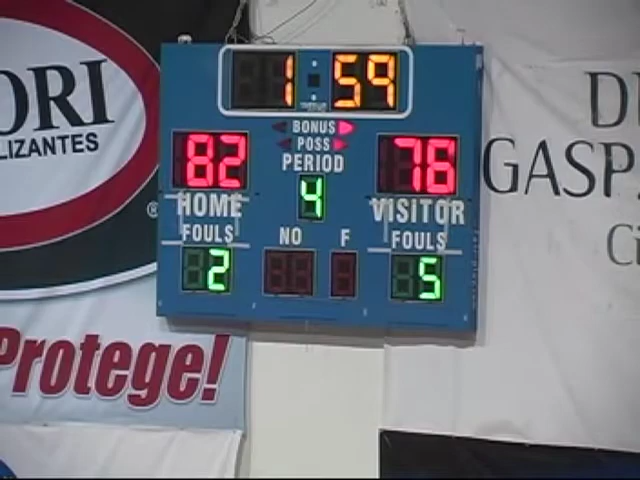 1:59
BONUS
POSS
PERIOD
82
4
76
HOME
VISITOR
FOULS
NO
F
FOULS
2
5
ORI
LIZANTES
®
Protege!
GASP